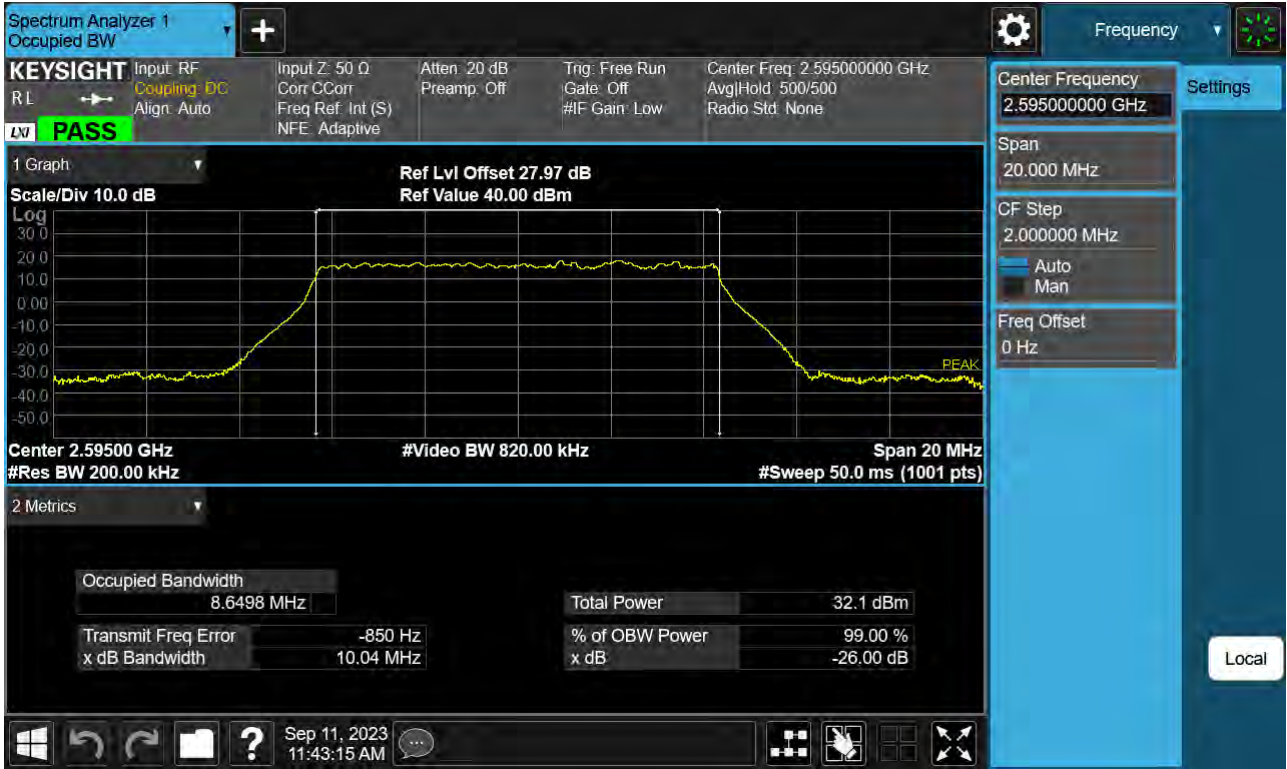 Spectrum Analyzer 1
Occupied BW
+
Frequency
KEYSIGHT
R L
LXI PASS
Input: RF
Coupling: DC
Align: Auto
Input Z: 50 Ω
Corr CCorr
Freq Ref: Int (S)
NFE: Adaptive
Atten: 20 dB
Preamp: Off
Trig: Free Run
Gate: Off
#IF Gain: Low
Center Freq: 2.595000000 GHz
Avg|Hold: 500/500
Radio Std: None
1 Graph
Scale/Div 10.0 dB
Ref Lvl Offset 27.97 dB
Ref Value 40.00 dBm
Log
30.0
20.0
10.0
0.00
-10.0
-20.0
-30.0
-40.0
-50.0
PEAK
Center 2.59500 GHz
#Video BW 820.00 kHz
Span 20 MHz
#Res BW 200.00 kHz
#Sweep 50.0 ms (1001 pts)
2 Metrics
Occupied Bandwidth
8.6498 MHz
Total Power 32.1 dBm
Transmit Freq Error -850 Hz
% of OBW Power 99.00 %
x dB Bandwidth 10.04 MHz
x dB -26.00 dB
?
Sep 11, 2023
11:43:15 AM
Center Frequency
2.595000000 GHz
Settings
Span
20.000 MHz
CF Step
2.000000 MHz
Auto
Man
Freq Offset
0 Hz
Local